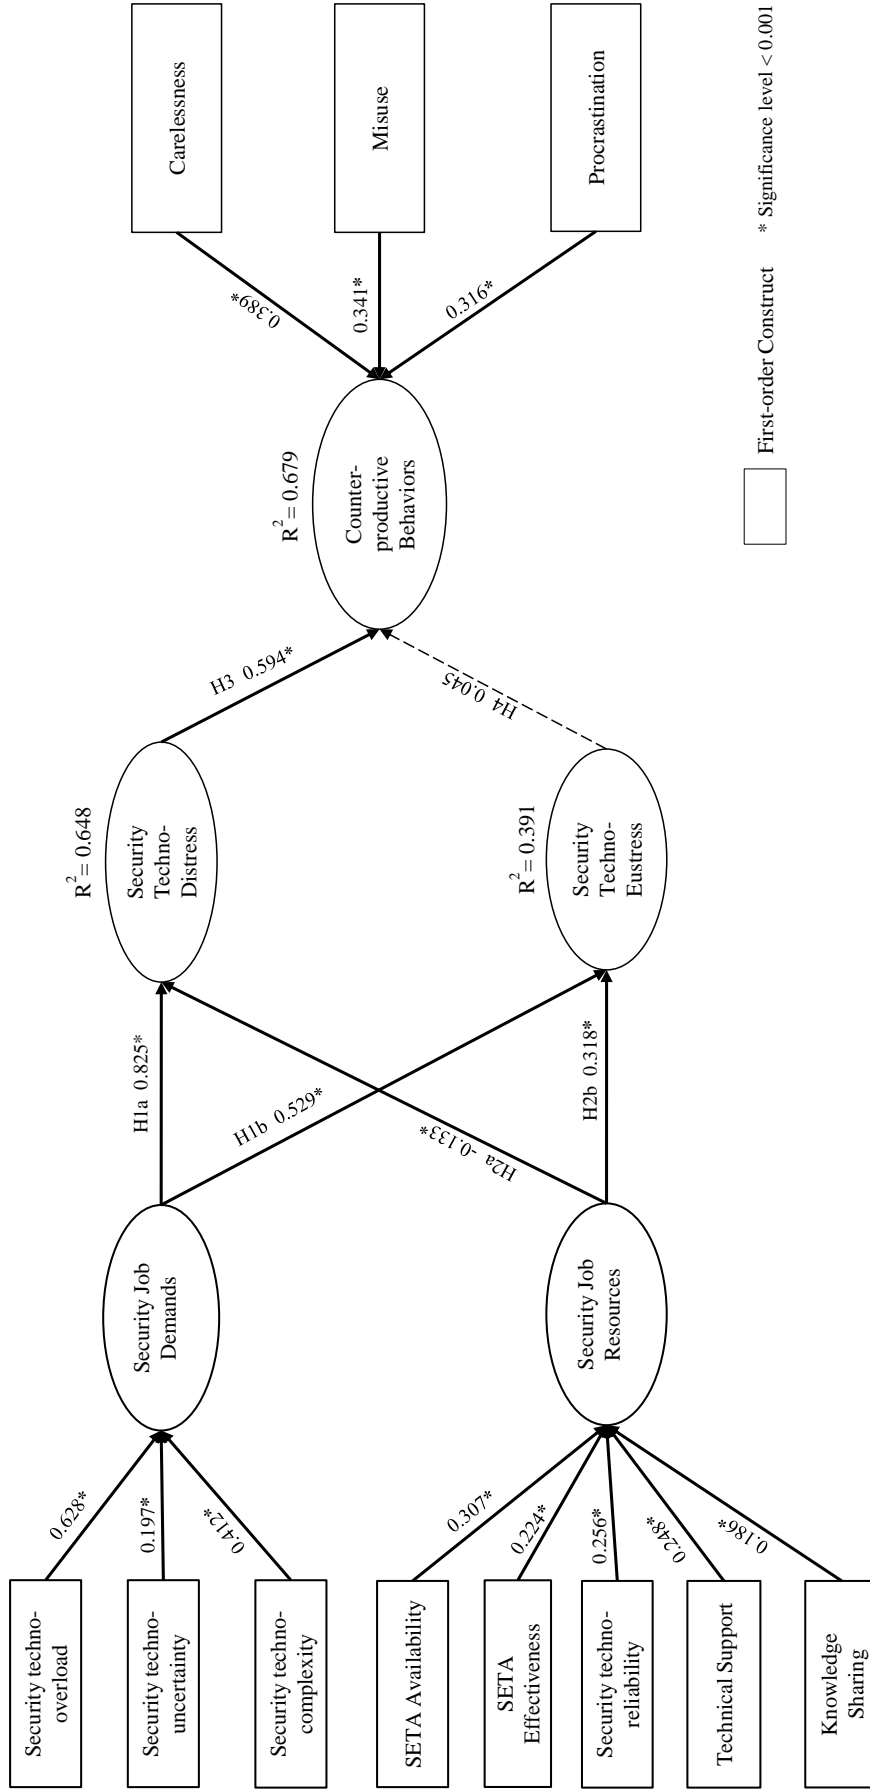 Security techno-
overload
Security techno-
uncertainty
Security techno-
complexity
SETA Availability
SETA
Effectiveness
Security techno-
reliability
Technical Support
Knowledge
Sharing
0.628*
0.197*
0.412*
0.307*
0.224*
0.256*
0.248*
0.186*
Security Job
Demands
Security Job
Resources
H1a 0.825*
H1b 0.529*
H2a -0.133*
H2b 0.318*
R2= 0.648
Security
Techno-
Distress
R2= 0.391
Security
Techno-
Eustress
H3 0.594*
H4 0.045
R2= 0.679
Counter-
productive
Behaviors
0.389*
0.341*
0.316*
Carelessness
Misuse
Procrastination
First-order Construct
* Significance level < 0.001